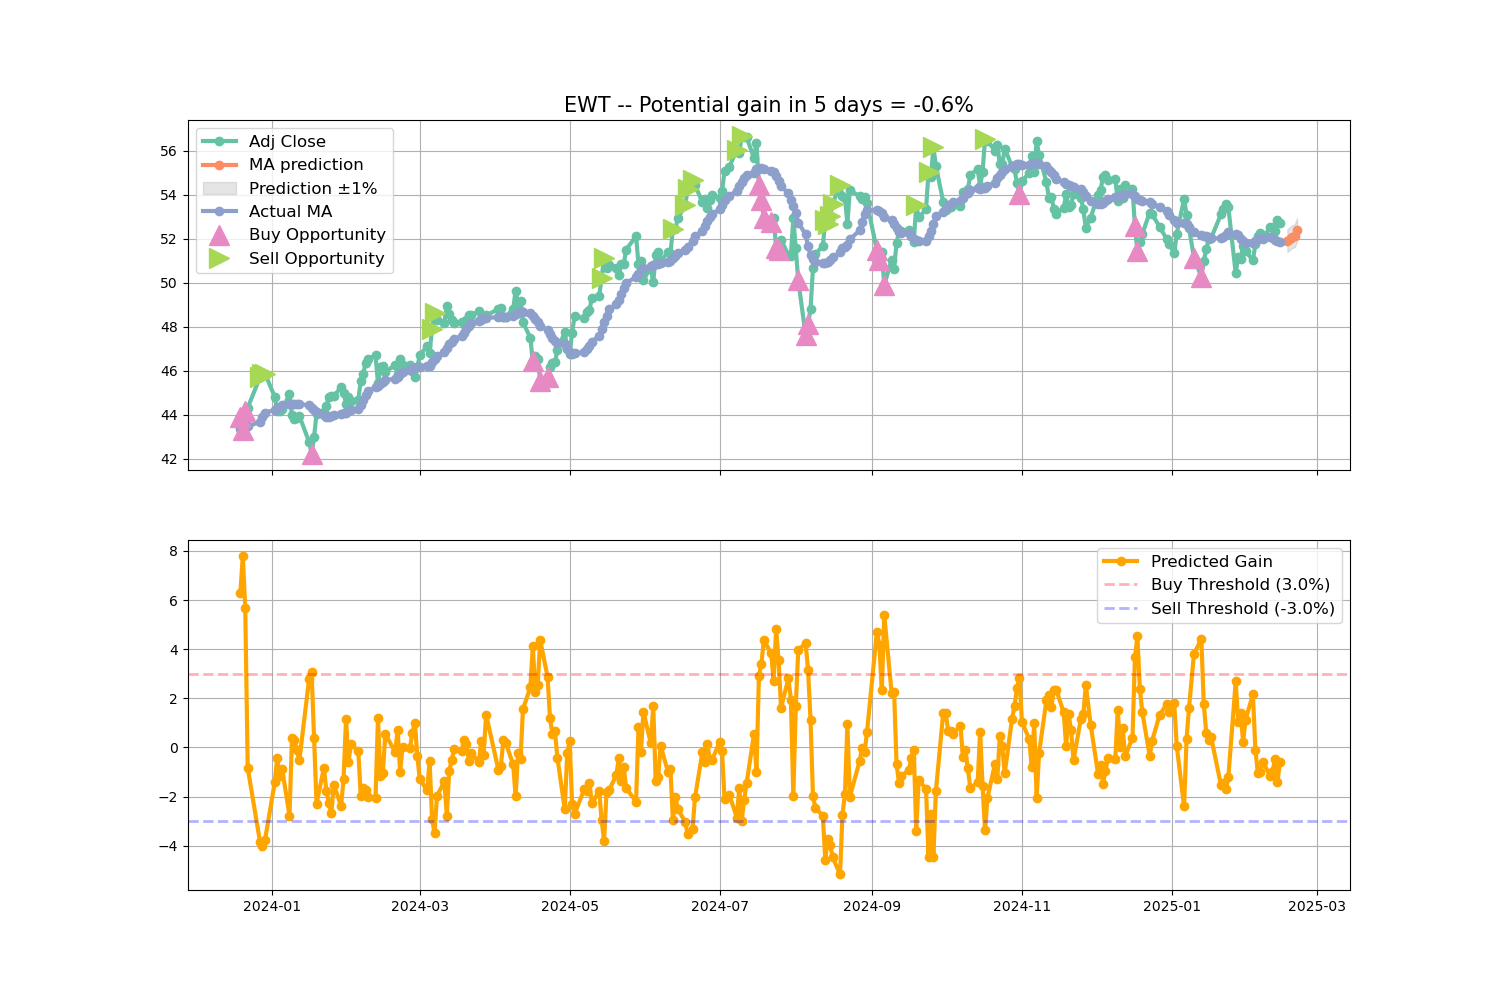 EWT -- Potential gain in 5 days = -0.6%
Adj Close
MA prediction
Prediction ±1%
Actual MA
Buy Opportunity
Sell Opportunity
56
54
52
50
48
46
44
42
Predicted Gain
Buy Threshold (3.0%)
Sell Threshold (-3.0%)
8
6
4
2
0
−2
−4
2024-01 2024-03 2024-05 2024-07 2024-09 2024-11 2025-01 2025-03